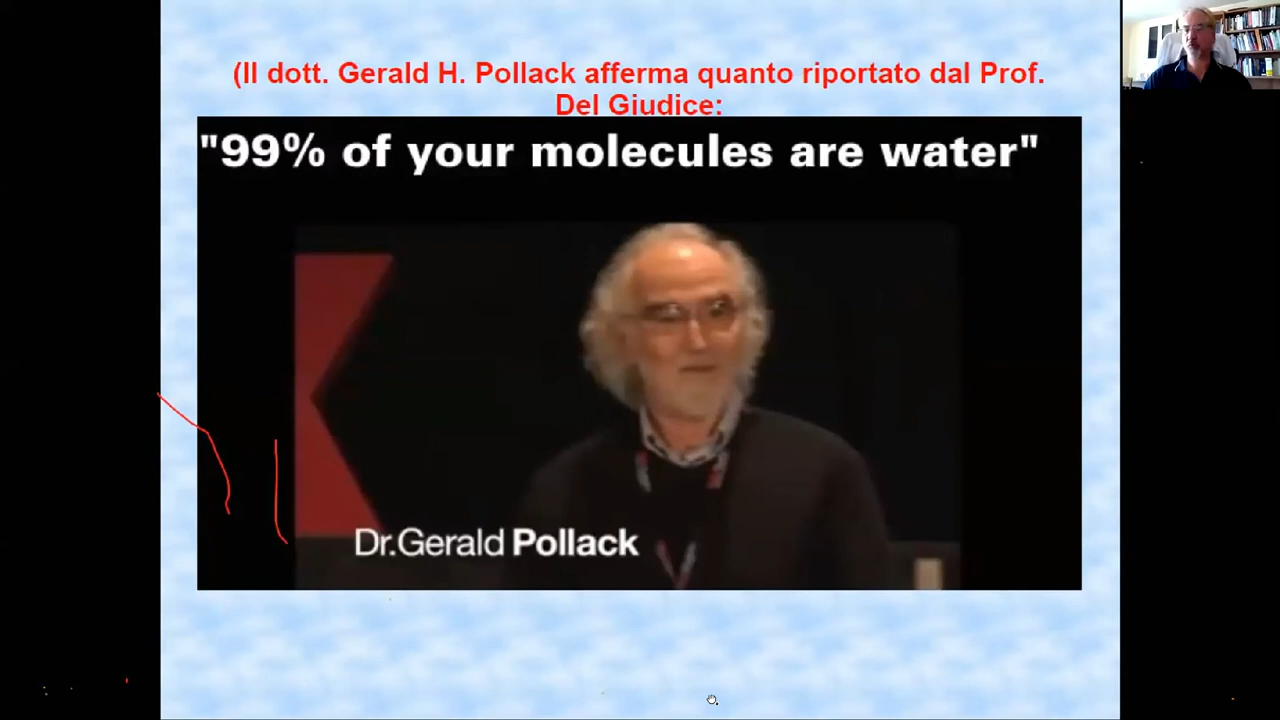 (Il dott. Gerald H. Pollack afferma quanto riportato dal Prof.
Del Giudice:
"99% of your molecules are water"
Dr.Gerald Pollack